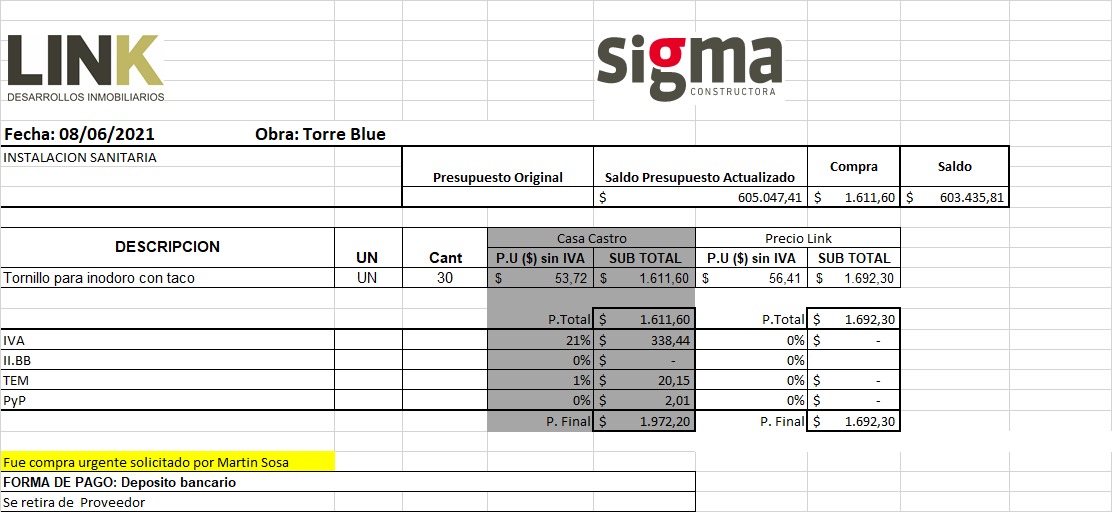 LINK
DESARROLLOS INMOBILIARIOS
sigma
CONSTRUCTORA
Fecha: 08/06/2021 Obra: Torre Blue
INSTALACION SANITARIA
Presupuesto Original Saldo Presupuesto Actualizado Compra Saldo
$ 605.047,41 $ 1.611,60 $ 603.435,81
Casa Castro Precio Link
DESCRIPCION UN Cant P.U ($) sin IVA SUB TOTAL P.U ($) sin IVA SUB TOTAL
Tornillo para inodoro con taco UN 30 $ 53,72 $ 1.611,60 $ 56,41 $ 1.692,30
P.Total $ 1.611,60 P.Total $ 1.692,30
IVA 21% $ 338,44 0% $ -
II.BB 0% $ - 0%
TEM 1% $ 20,15 0% $ -
PyP 0% $ 2,01 0% $ -
P. Final $ 1.972,20 P. Final $ 1.692,30
Fue compra urgente solicitado por Martin Sosa
FORMA DE PAGO: Deposito bancario
Se retira de Proveedor